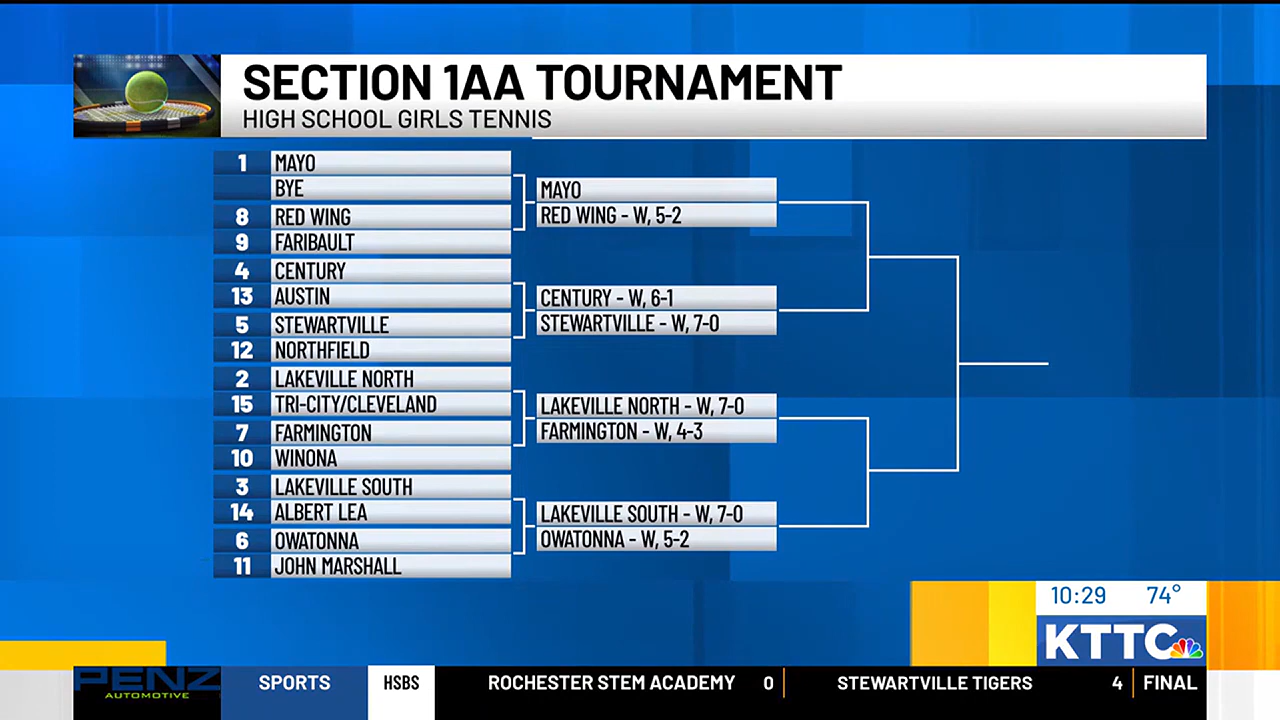 SECTION 1AA TOURNAMENT
HIGH SCHOOL GIRLS TENNIS
1 MAYO
BYE
8 RED WING
9 FARIBAULT
4 CENTURY
13 AUSTIN
5 STEWARTVILLE
12 NORTHFIELD
2 LAKEVILLE NORTH
15 TRI-CITY/CLEVELAND
7 FARMINGTON
10 WINONA
3 LAKEVILLE SOUTH
14 ALBERT LEA
6 OWATONNA
11 JOHN MARSHALL
MAYO
RED WING - W, 5-2
CENTURY - W, 6-1
STEWARTVILLE - W, 7-0
LAKEVILLE NORTH - W, 7-0
FARMINGTON - W, 4-3
LAKEVILLE SOUTH - W, 7-0
OWATONNA - W, 5-2
10:29 74°
KTTC
PENZ
AUTOMOTIVE
SPORTS HSBS ROCHESTER STEM ACADEMY 0 STEWARTVILLE TIGERS 4 FINAL